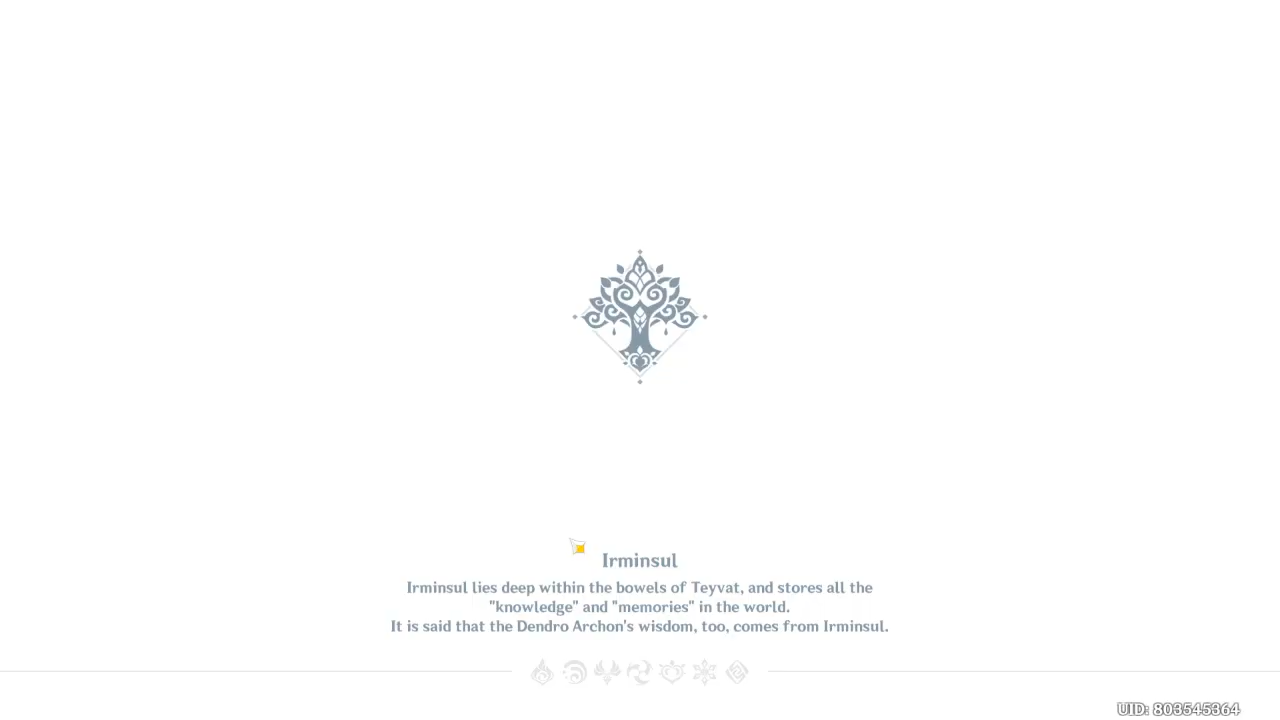 Irminsul
Irminsul lies deep within the bowels of Teyvat, and stores all the
"knowledge" and "memories" in the world.
It is said that the Dendro Archon's wisdom, too, comes from Irminsul.
UID: 803545364